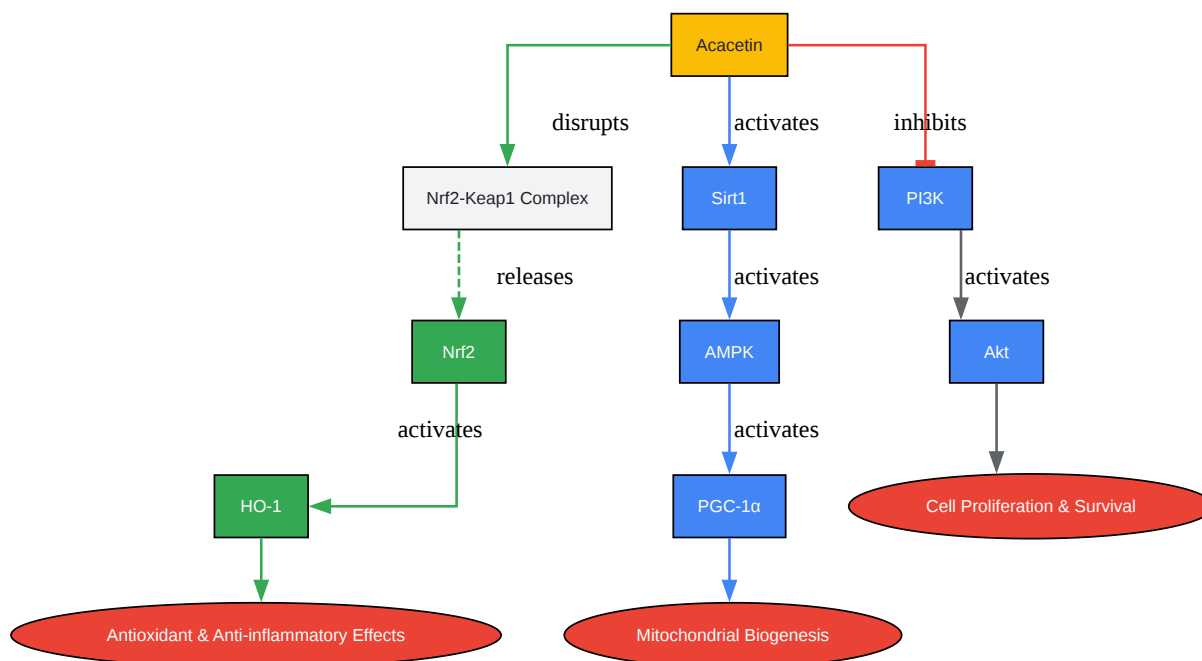 Acacetin
disrupts
activates
inhibits
Nrf2-Keap1 Complex
Sirt1
PI3K
releases
activates
activates
Nrf2
AMPK
Akt
activates
activates
HO-1
PGC-1α
Cell Proliferation & Survival
Antioxidant & Anti-inflammatory Effects
Mitochondrial Biogenesis